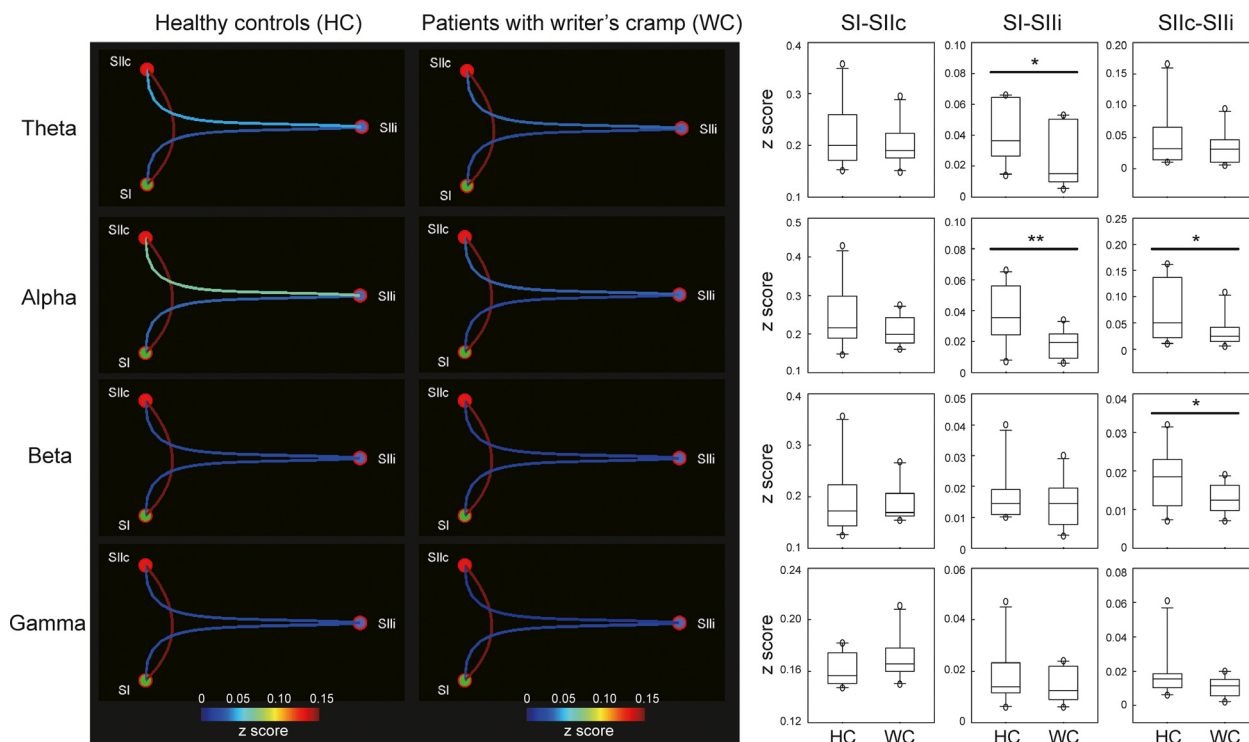 Healthy controls (HC) Patients with writer's cramp (WC) SI-SIIc SI-SIIi SIIc-SIIi
Theta
SIIc
SIIi
SI
SIIc
SIIi
SI
z score
0.4
0.3
0.2
0.1
0.10
0.08
0.06
0.04
0.02
0
*
0.20
0.15
0.10
0.05
0
Alpha
SIIc
SIIi
SI
SIIc
SIIi
SI
z score
0.5
0.4
0.3
0.2
0.1
0.10
0.08
0.06
0.04
0.02
0
**
0.25
0.20
0.15
0.10
0.05
0
*
Beta
SIIc
SIIi
SI
SIIc
SIIi
SI
z score
0.4
0.3
0.2
0.1
0.05
0.04
0.03
0.02
0.01
0
0.04
0.03
0.02
0.01
0
*
Gamma
SIIc
SIIi
SI
SIIc
SIIi
SI
0 0.05 0.10 0.15
z score
0 0.05 0.10 0.15
z score
z score
0.24
0.20
0.16
0.12
0.06
0.04
0.02
0
0.08
0.06
0.04
0.02
0
HC WC HC WC HC WC